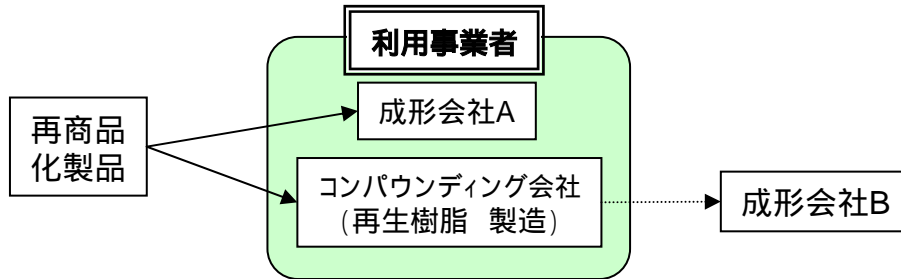 利用事業者
成形会社A
再商品
化製品
コンパウンディング会社
(再生樹脂 製造)
成形会社B